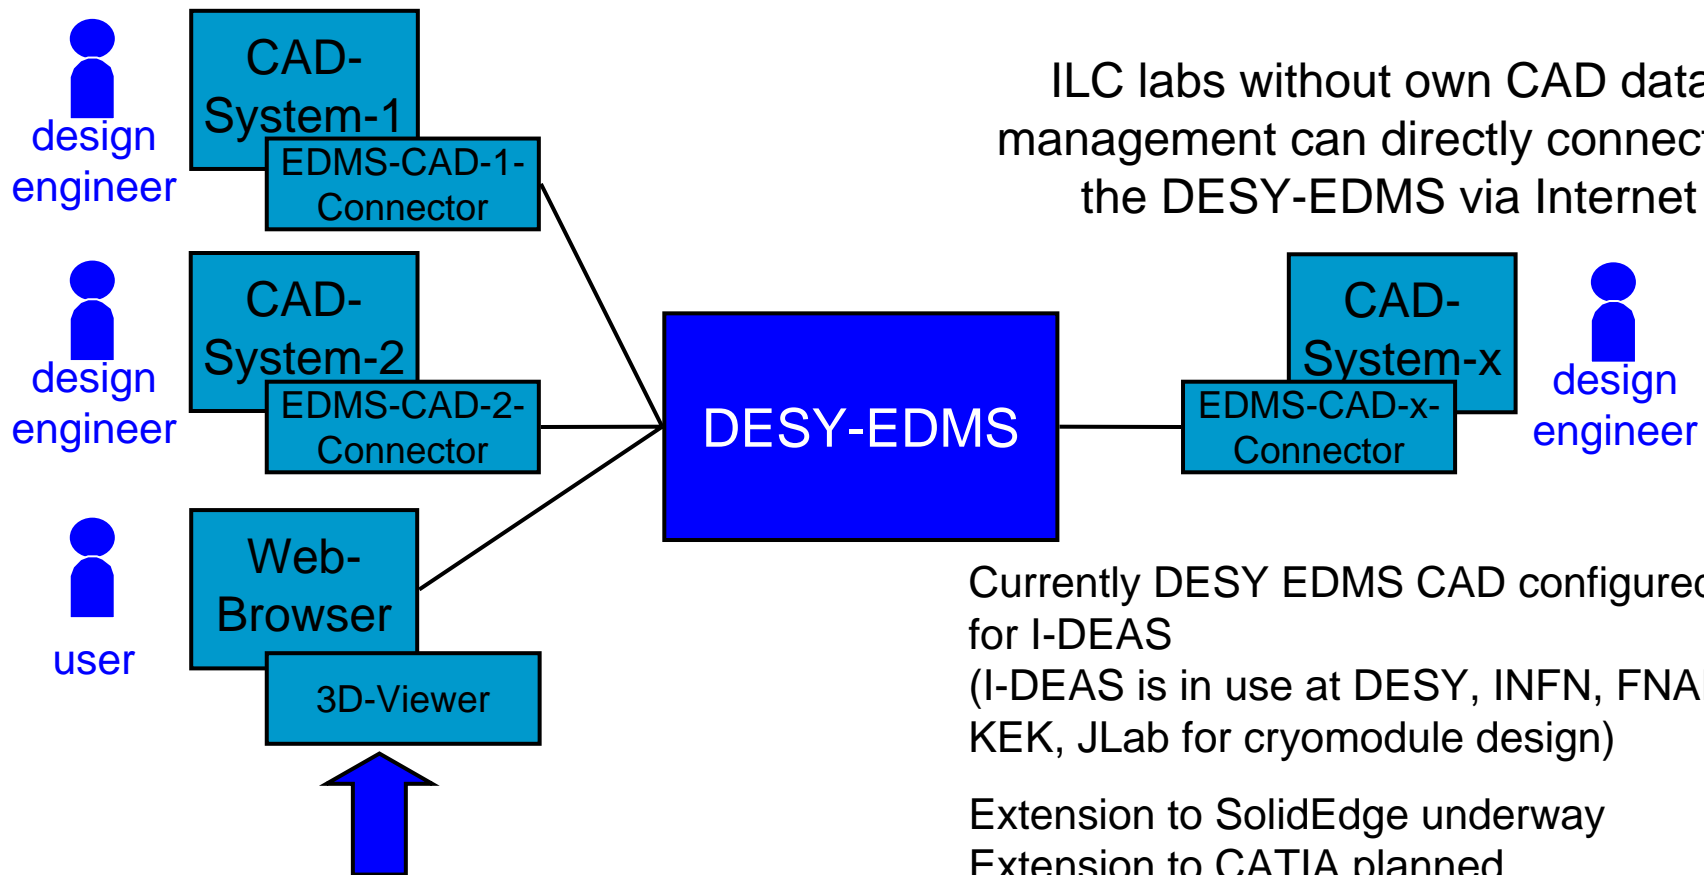 CAD-
System-1
EDMS-CAD-1-
Connector
design
engineer
ILC labs without own CAD data
management can directly connect
the DESY-EDMS via Internet
CAD-
System-2
EDMS-CAD-2-
Connector
design
engineer
DESY-EDMS
CAD-
System-x
EDMS-CAD-x-
Connector
design
engineer
Web-
Browser
3D-Viewer
user
Currently DESY EDMS CAD configured
for I-DEAS
(I-DEAS is in use at DESY, INFN, FNAL
KEK, JLab for cryomodule design)
Extension to SolidEdge underway
Extension to CATIA planned